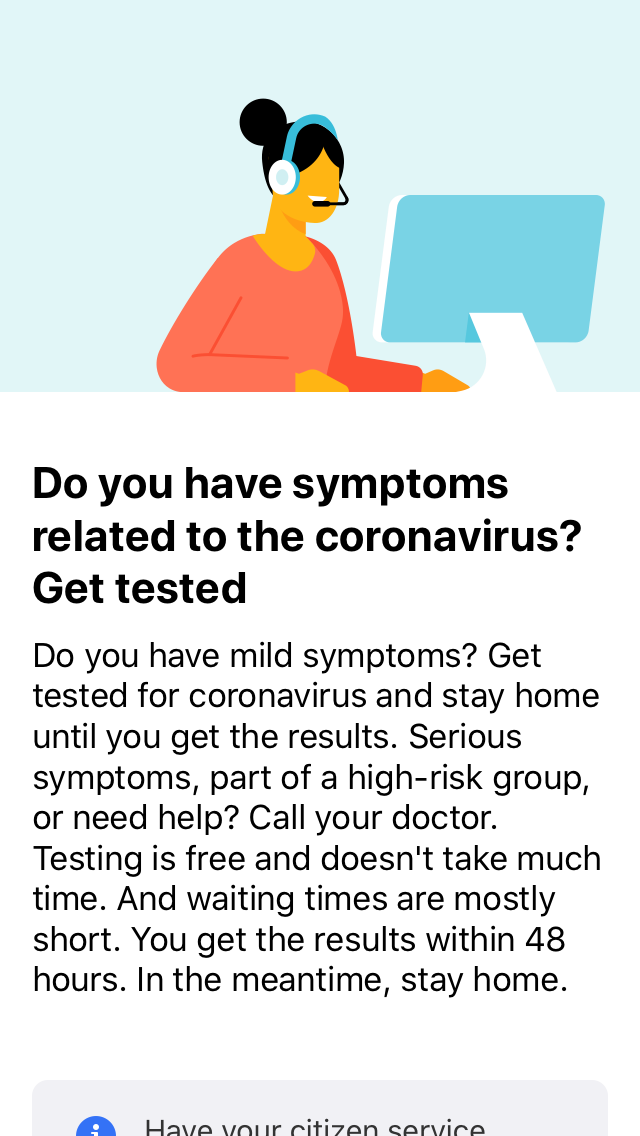 Do you have symptoms
related to the coronavirus?
Get tested
Do you have mild symptoms? Get
tested for coronavirus and stay home
until you get the results. Serious
symptoms, part of a high-risk group,
or need help? Call your doctor.
Testing is free and doesn't take much
time. And waiting times are mostly
short. You get the results within 48
hours. In the meantime, stay home.
Have your citizen service